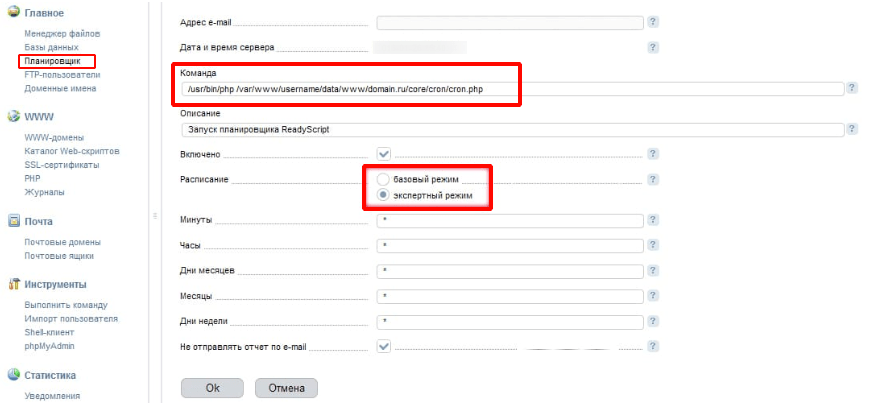 Главное
Менеджер файлов
Базы данных
Планировщик
FTP-пользователи
Доменные имена
WWW
WWW-домены
Каталог Web-скриптов
SSL-сертификаты
PHP
Журналы
Почта
Почтовые домены
Почтовые ящики
Инструменты
Выполнить команду
Импорт пользователя
Shell-клиент
phpMyAdmin
Статистика
Уведомления
Адрес e-mail ?
Дата и время сервера ?
Команда
/usr/bin/php /var/www/username/data/www/domain.ru/core/cron/cron.php ?
Описание
Запуск планировщика ReadyScript ?
Включено ?
Расписание базовый режим ?
экспертный режим
Минуты * ?
Часы * ?
Дни месяцев * ?
Месяцы * ?
Дни недели * ?
Не отправлять отчет по e-mail ?
Ok Отмена